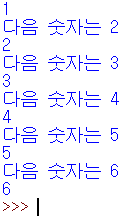 1
다음 숫자는 2
2
다음 숫자는 3
3
다음 숫자는 4
4
다음 숫자는 5
5
다음 숫자는 6
6
>>>